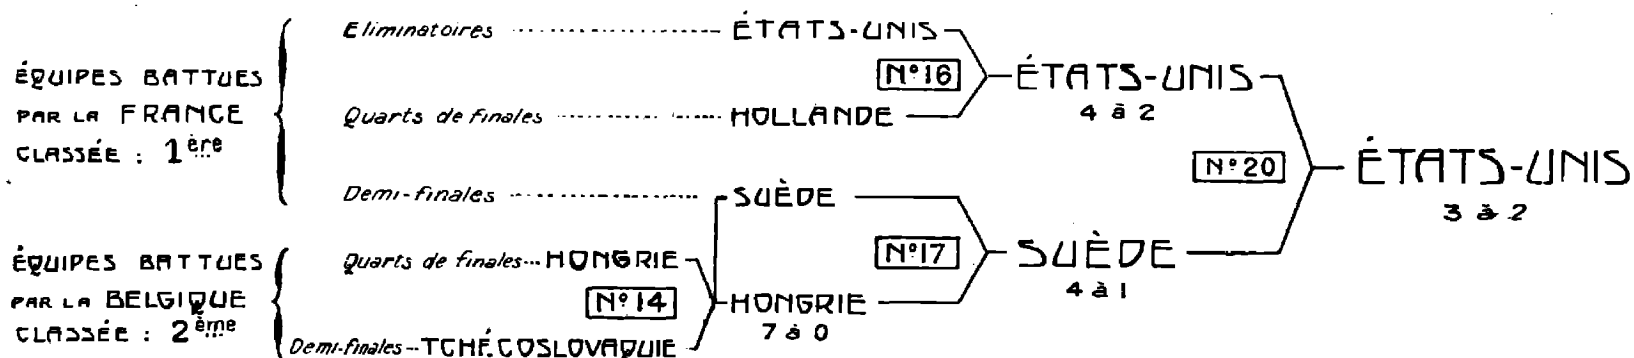 Eliminatoires ÉTATS-UNIS
ÉQUIPES BATTUES
PAR LA FRANCE
CLASSÉE : 1ère
N°16
ÉTATS-UNIS
4 à 2
Quarts de finales HOLLANDE
N°20
ÉTATS-UNIS
3 à 2
Demi-finales SUÈDE
ÉQUIPES BATTUES
PAR LA BELGIQUE
CLASSÉE : 2ème
Quarts de finales HONGRIE
N°17
SUÈDE
4 à 1
N°14
HONGRIE
7 à 0
Demi-finales TCHÉCOSLOVAQUIE